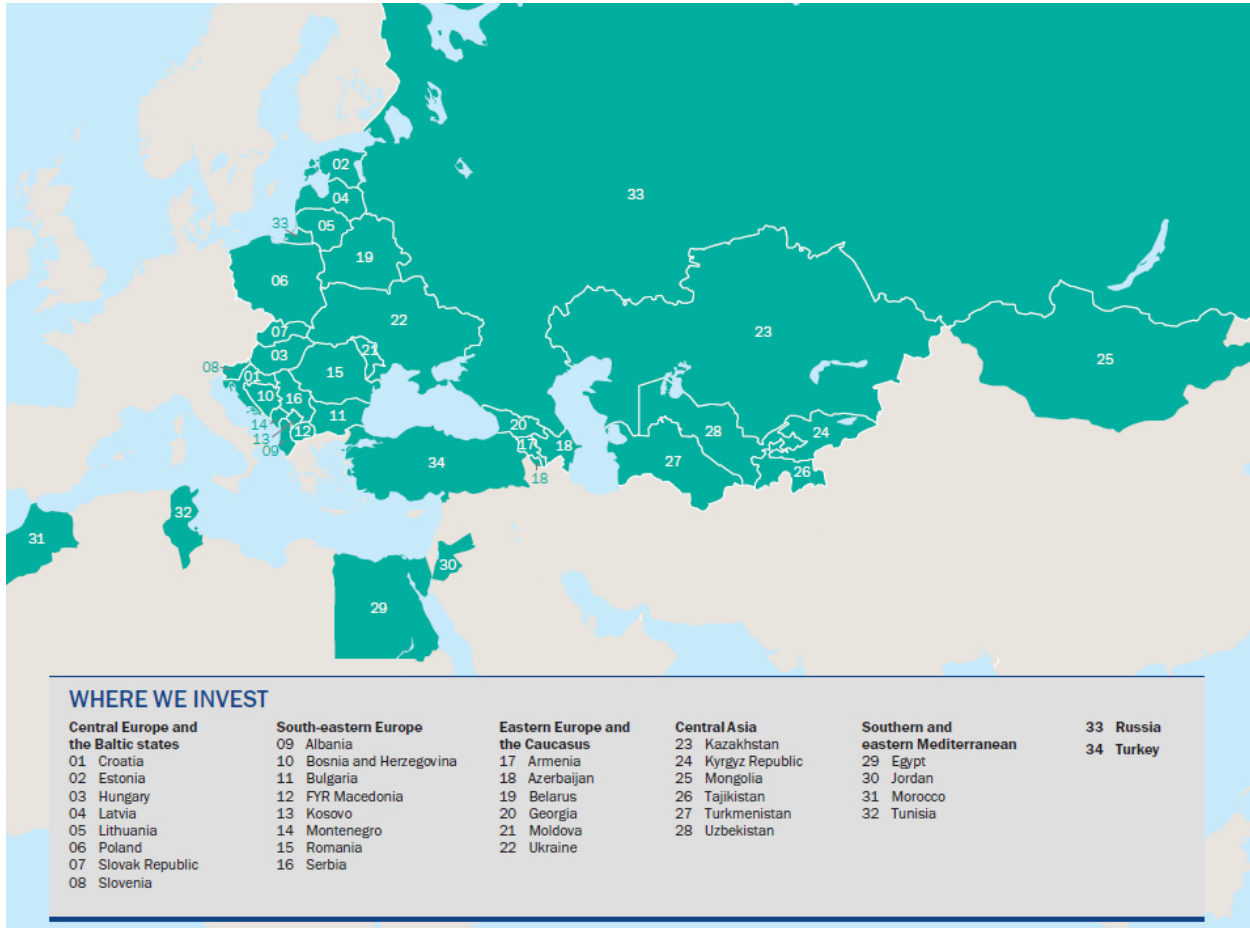 33
02
04
33
05
19
06
22
23
07
21
03
25
08
01
15
10
16
11
14
12
20
28
24
13
17
18
09
34
27
26
18
32
31
30
29
WHERE WE INVEST
Central Europe and
the Baltic states
01 Croatia
02 Estonia
03 Hungary
04 Latvia
05 Lithuania
06 Poland
07 Slovak Republic
08 Slovenia
South-eastern Europe
09 Albania
10 Bosnia and Herzegovina
11 Bulgaria
12 FYR Macedonia
13 Kosovo
14 Montenegro
15 Romania
16 Serbia
Eastern Europe and
the Caucasus
17 Armenia
18 Azerbaijan
19 Belarus
20 Georgia
21 Moldova
22 Ukraine
Central Asia
23 Kazakhstan
24 Kyrgyz Republic
25 Mongolia
26 Tajikistan
27 Turkmenistan
28 Uzbekistan
Southern and
eastern Mediterranean
29 Egypt
30 Jordan
31 Morocco
32 Tunisia
33 Russia
34 Turkey